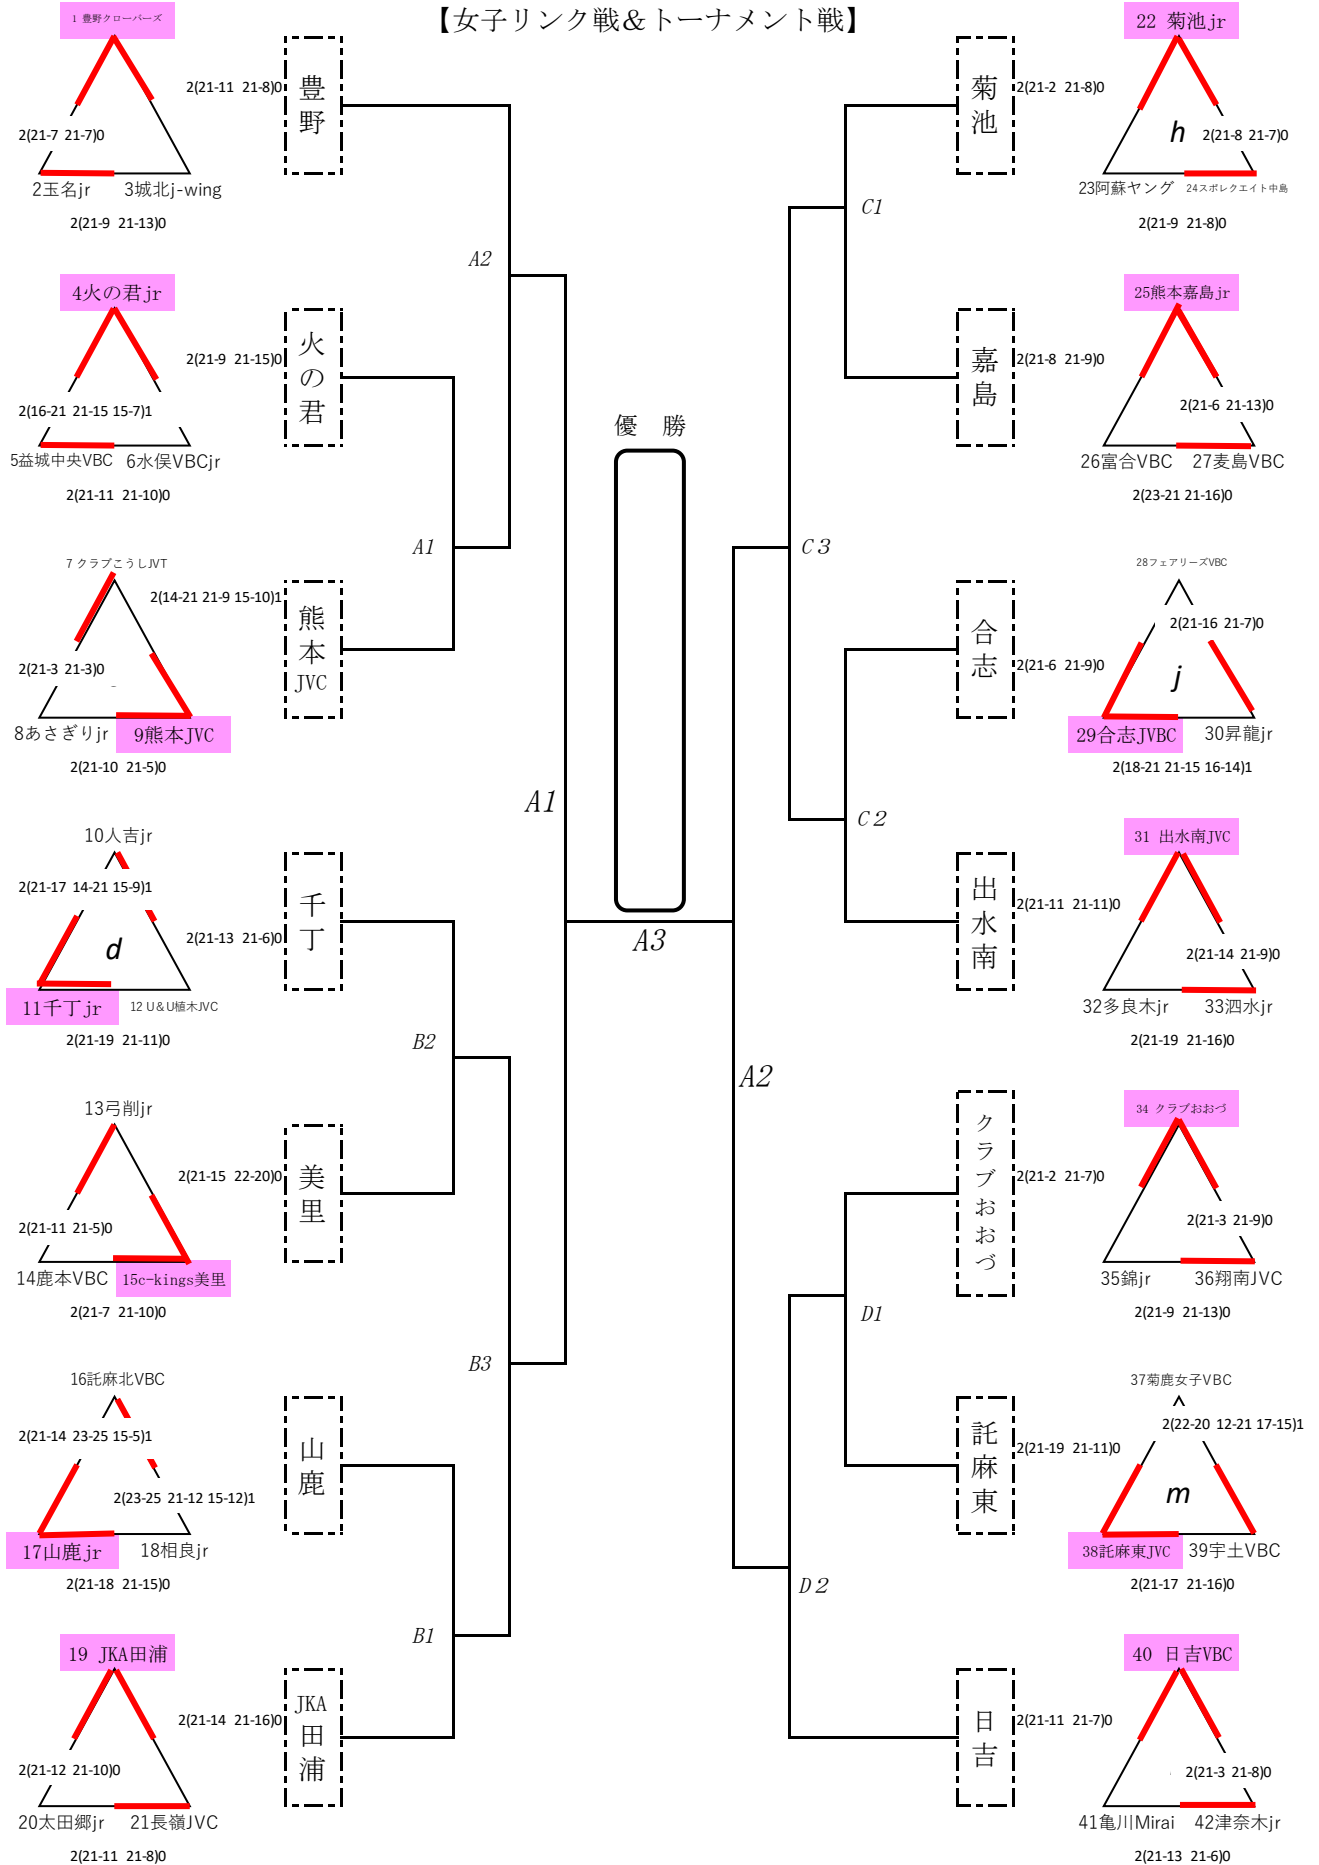 【女子リンク戦＆トーナメント戦】
1 豊野クローバーズ
2(21-11 21-8)0
2(21-7 21-7)0
2玉名jr 3城北j-wing
2(21-9 21-13)0
豊野
4火の君jr
2(21-9 21-15)0
2(16-21 21-15 15-7)1
5益城中央VBC 6水俣VBCjr
2(21-11 21-10)0
火の君
7 クラブこうしJVT
2(14-21 21-9 15-10)1
2(21-3 21-3)0
8あさぎりjr 9熊本JVC
2(21-10 21-5)0
熊本JVC
10人吉jr
2(21-17 14-21 15-9)1
d
2(21-13 21-6)0
11千丁jr 12 U&U植木JVC
2(21-19 21-11)0
千丁
13弓削jr
2(21-15 22-20)0
2(21-11 21-5)0
14鹿本VBC 15c-kings美里
2(21-7 21-10)0
美里
16託麻北VBC
2(21-14 23-25 15-5)1
2(23-25 21-12 15-12)1
17山鹿jr 18相良jr
2(21-18 21-15)0
山鹿
19 JKA田浦
2(21-14 21-16)0
2(21-12 21-10)0
20太田郷jr 21長嶺JVC
2(21-11 21-8)0
JKA田浦
A2
A1
B2
B3
B1
A1
優 勝
A3
A2
C1
C3
C2
D1
D2
菊池
2(21-2 21-8)0
22 菊池jr
h
2(21-8 21-7)0
23阿蘇ヤング 24スポレクエイト中島
2(21-9 21-8)0
嘉島
2(21-8 21-9)0
25熊本嘉島jr
2(21-6 21-13)0
26富合VBC 27麦島VBC
2(23-21 21-16)0
合志
2(21-6 21-9)0
28フェアリーズVBC
2(21-16 21-7)0
j
29合志JVBC 30昇龍jr
2(18-21 21-15 16-14)1
出水南
2(21-11 21-11)0
31 出水南JVC
2(21-14 21-9)0
32多良木jr 33泗水jr
2(21-19 21-16)0
クラブおおづ
2(21-2 21-7)0
34 クラブおおづ
2(21-3 21-9)0
35錦jr 36翔南JVC
2(21-9 21-13)0
託麻東
2(21-19 21-11)0
37菊鹿女子VBC
2(22-20 12-21 17-15)1
m
38託麻東JVC 39宇土VBC
2(21-17 21-16)0
日吉
2(21-11 21-7)0
40 日吉VBC
2(21-3 21-8)0
41亀川Mirai 42津奈木jr
2(21-13 21-6)0